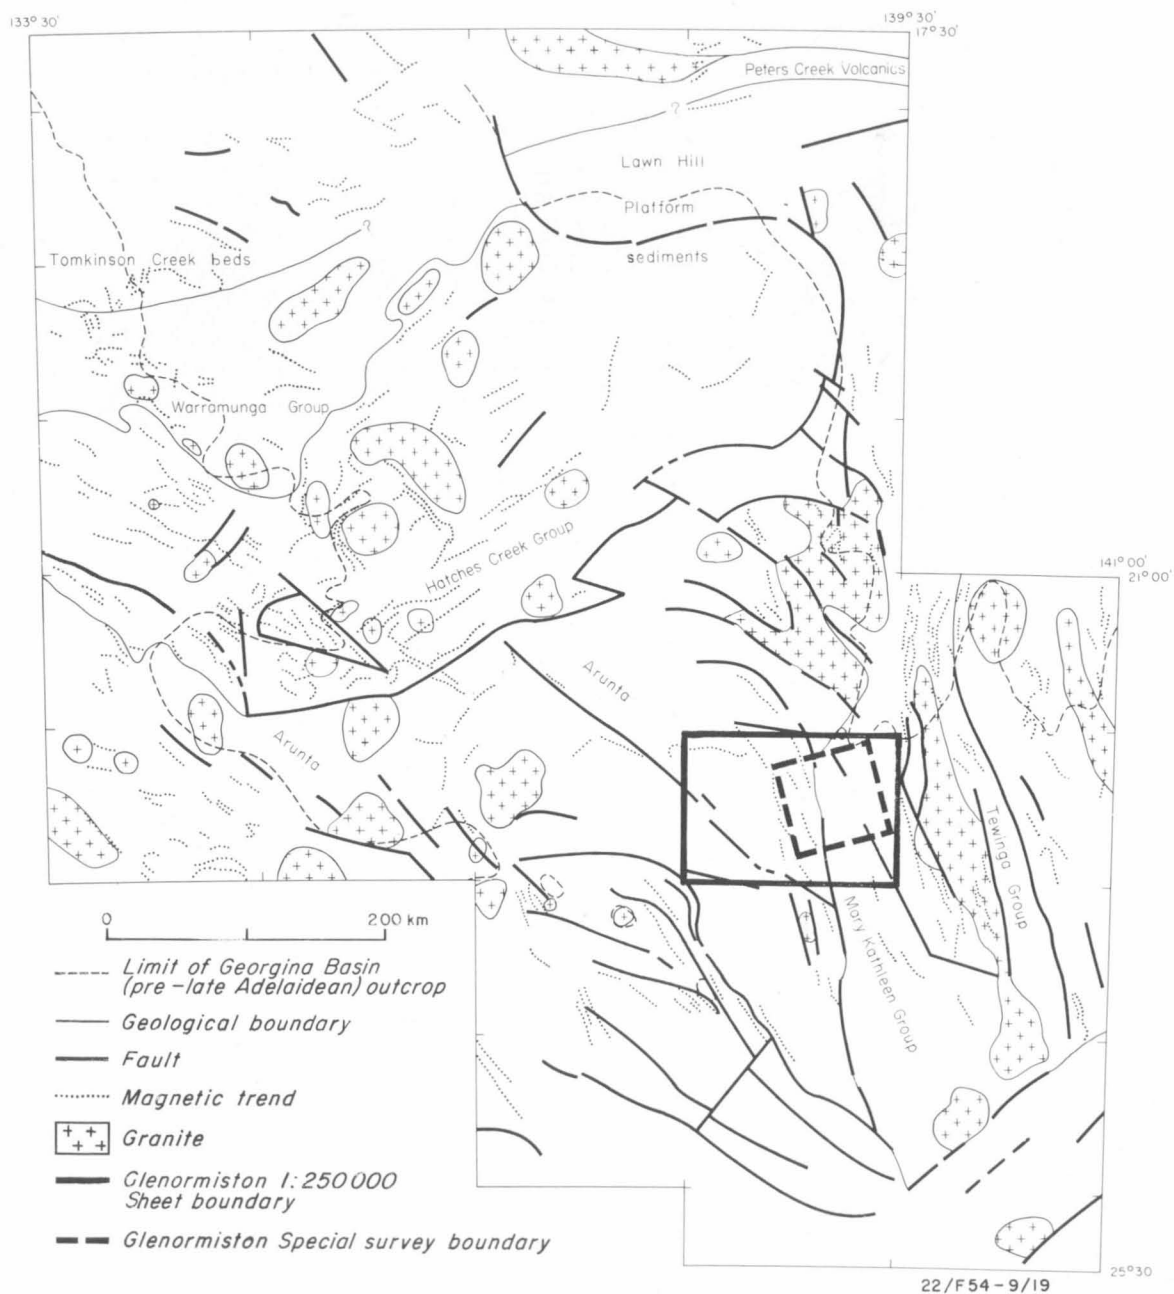 133° 30'
139° 30'
17° 30'
Peters Creek Volcanics
?
Lawn Hill
Platform
sediments
?
Tomkinson Creek beds
Warramunga Group
Hatches Creek Group
141° 00'
21° 00'
Arunta
Arunta
Tewinga Group
Mary Kathleen Group
0 200 km
Limit of Georgina Basin
(pre-late Adelaidean) outcrop
Geological boundary
Fault
Magnetic trend
Granite
Glenormiston 1:250 000
Sheet boundary
Glenormiston Special survey boundary
25° 30
22/F54-9/19